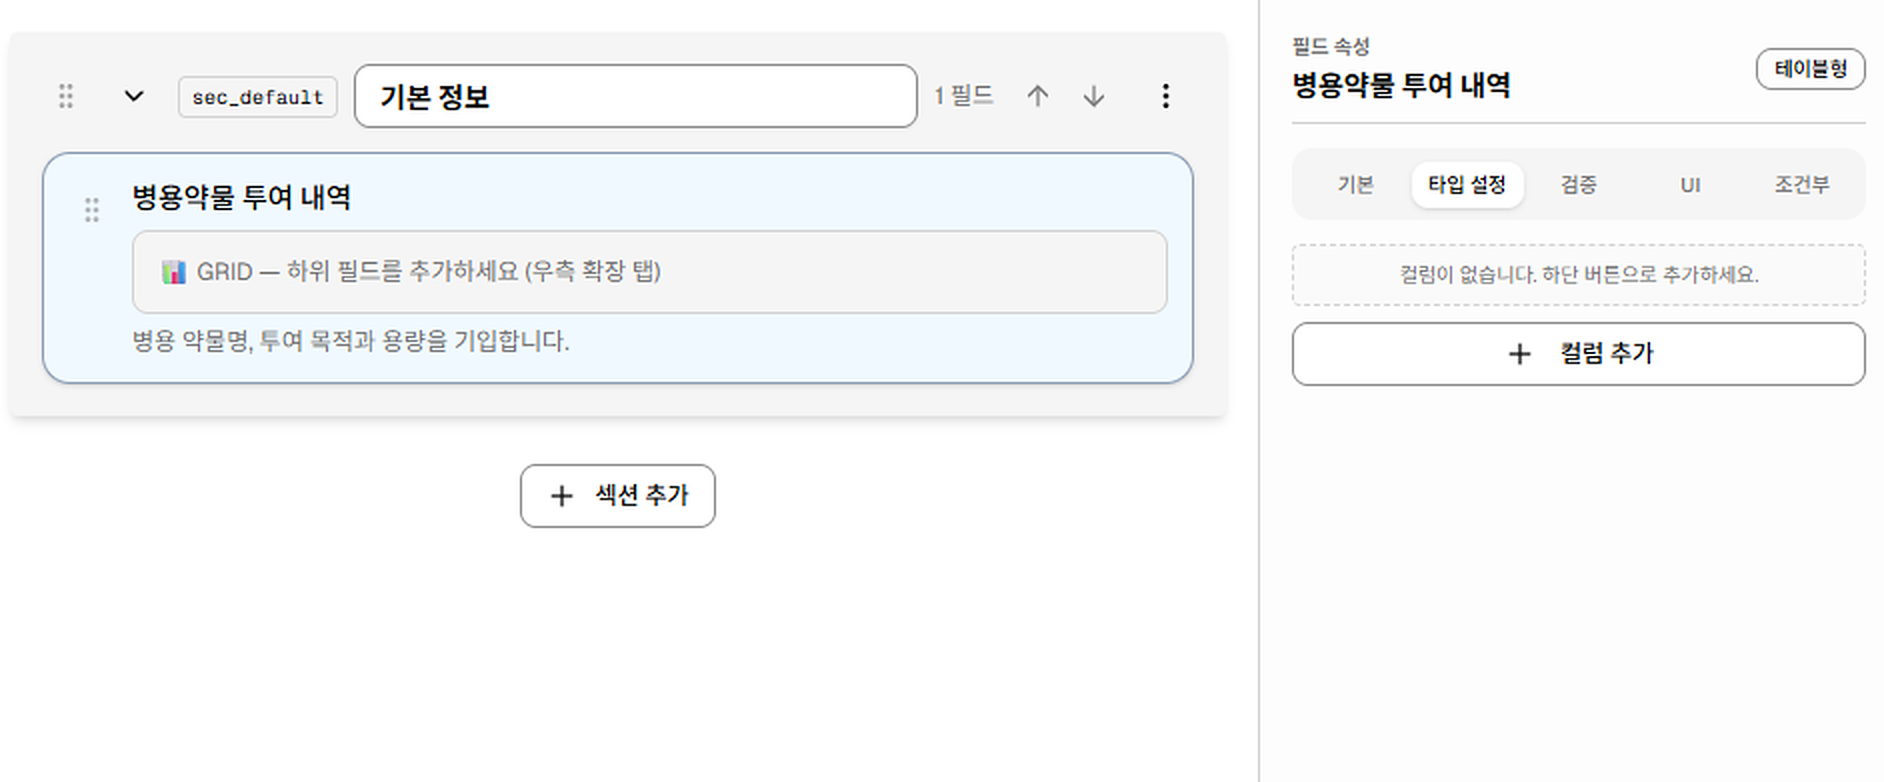 sec_default
기본 정보
1 필드
병용약물 투여 내역
GRID — 하위 필드를 추가하세요 (우측 확장 탭)
병용 약물명, 투여 목적과 용량을 기입합니다.
+ 섹션 추가
필드 속성
병용약물 투여 내역
테이블형
기본 타입 설정 검증 UI 조건부
컬럼이 없습니다. 하단 버튼으로 추가하세요.
+ 컬럼 추가